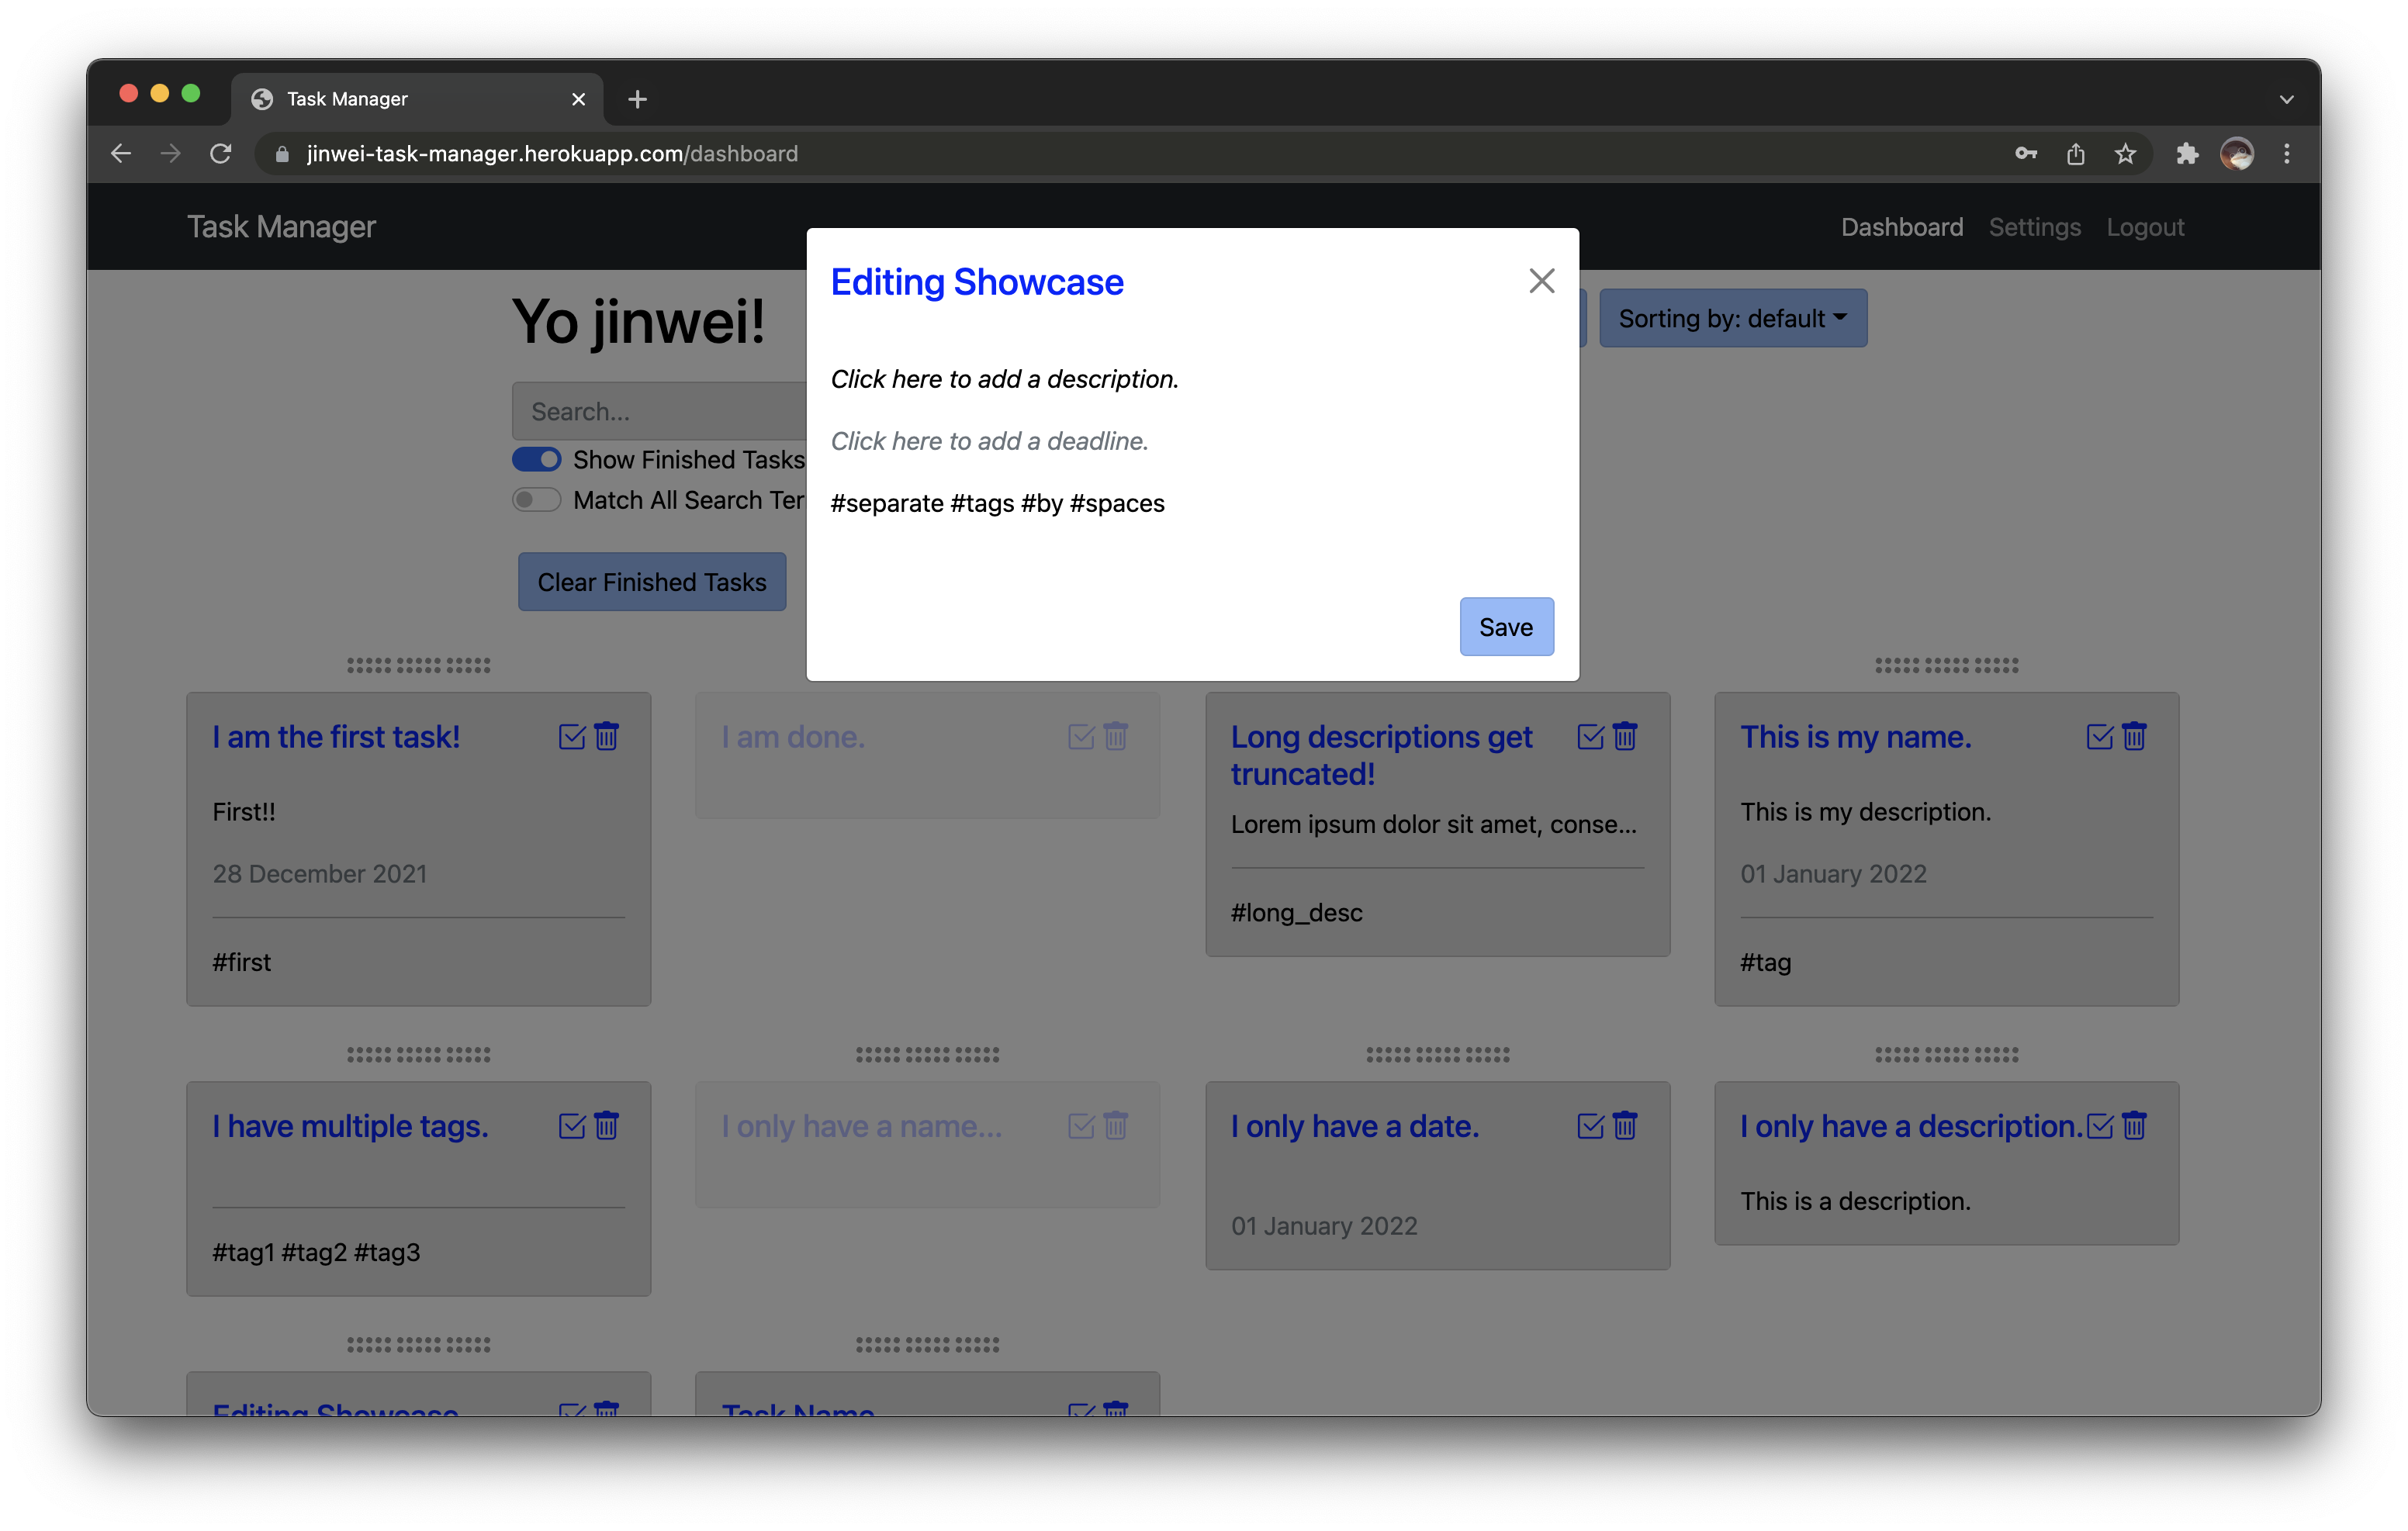 Task Manager
jinwei-task-manager.herokuapp.com/dashboard
Task Manager
Dashboard Settings Logout
Yo jinwei!
Sorting by: default
Search...
Show Finished Tasks
Match All Search Ter
Clear Finished Tasks
Editing Showcase
Click here to add a description.
Click here to add a deadline.
#separate #tags #by #spaces
Save
I am the first task!
First!!
28 December 2021
#first
I am done.
Long descriptions get
truncated!
Lorem ipsum dolor sit amet, conse...
#long_desc
This is my name.
This is my description.
01 January 2022
#tag
I have multiple tags.
#tag1 #tag2 #tag3
I only have a name...
I only have a date.
01 January 2022
I only have a description.
This is a description.
Editing Showcase
Task Name